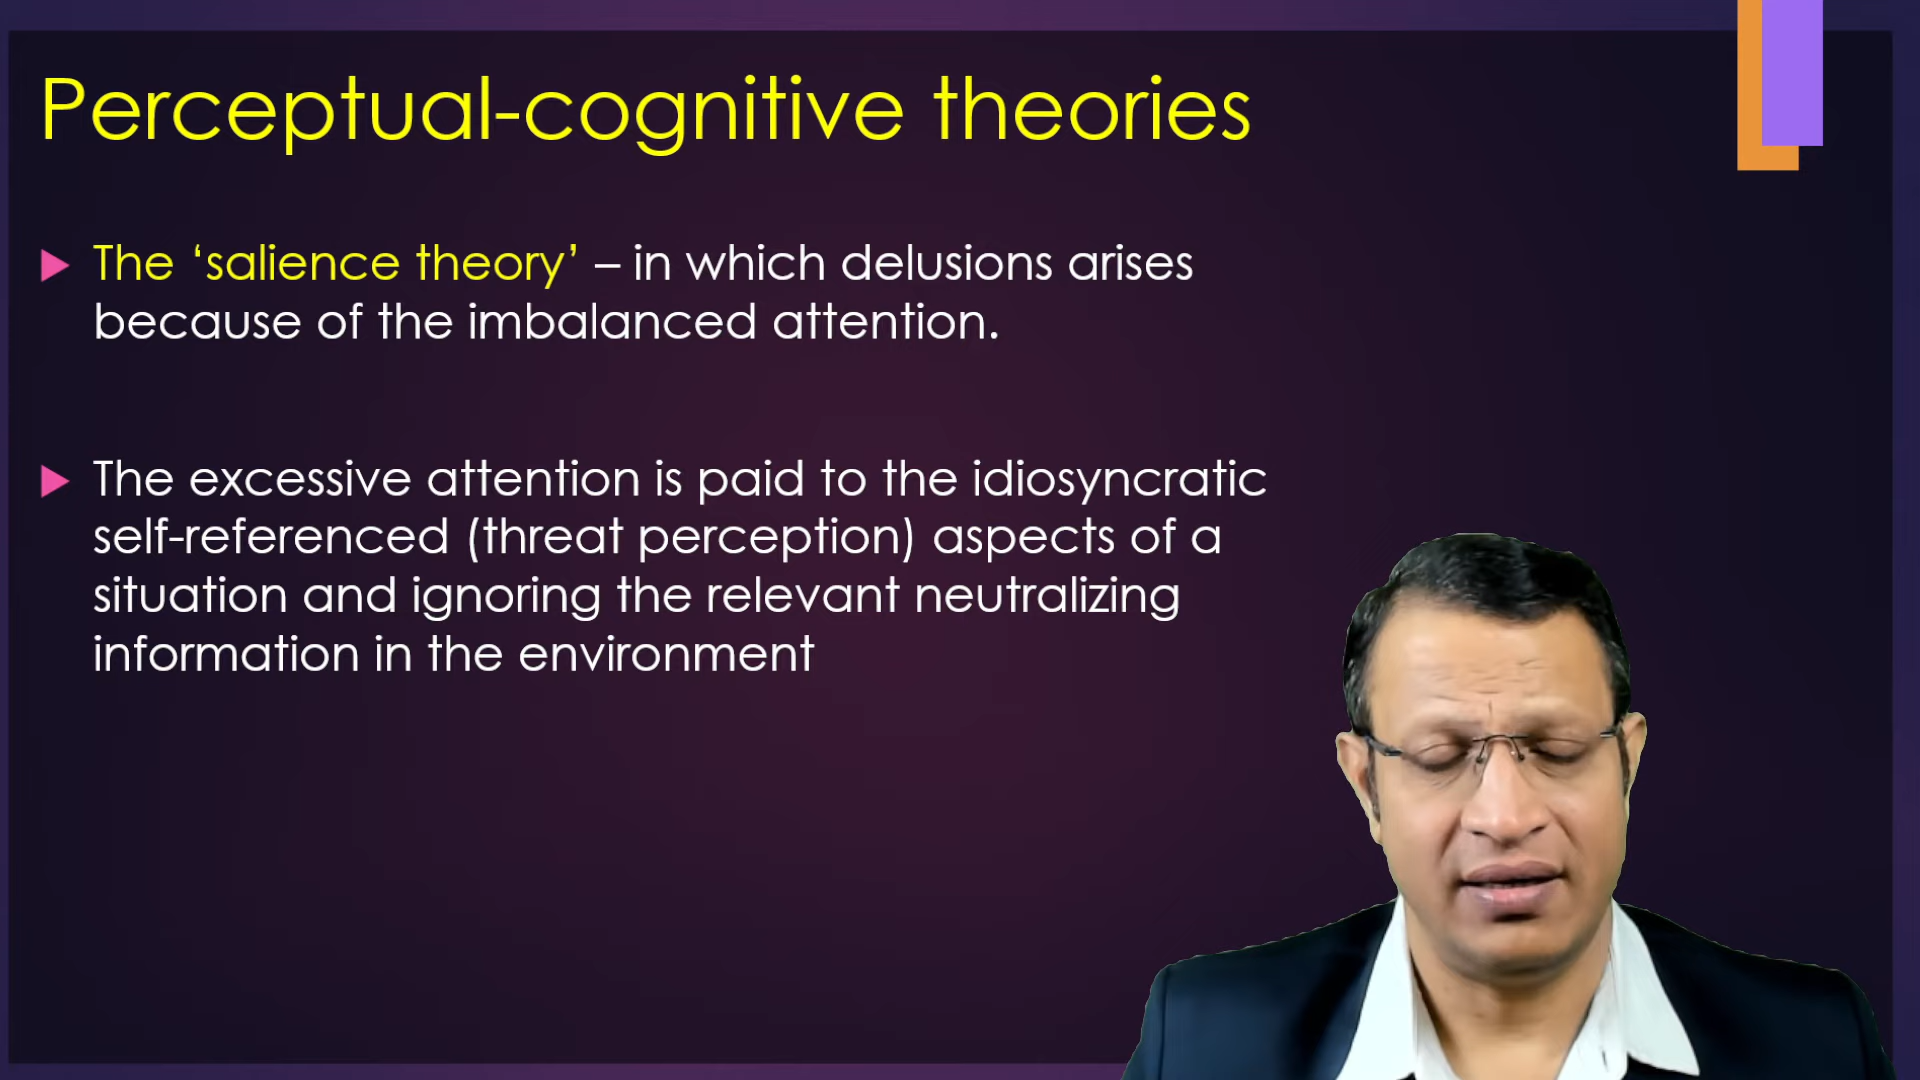 Perceptual-cognitive theories
The ‘salience theory’ – in which delusions arises
because of the imbalanced attention.
The excessive attention is paid to the idiosyncratic
self-referenced (threat perception) aspects of a
situation and ignoring the relevant neutralizing
information in the environment